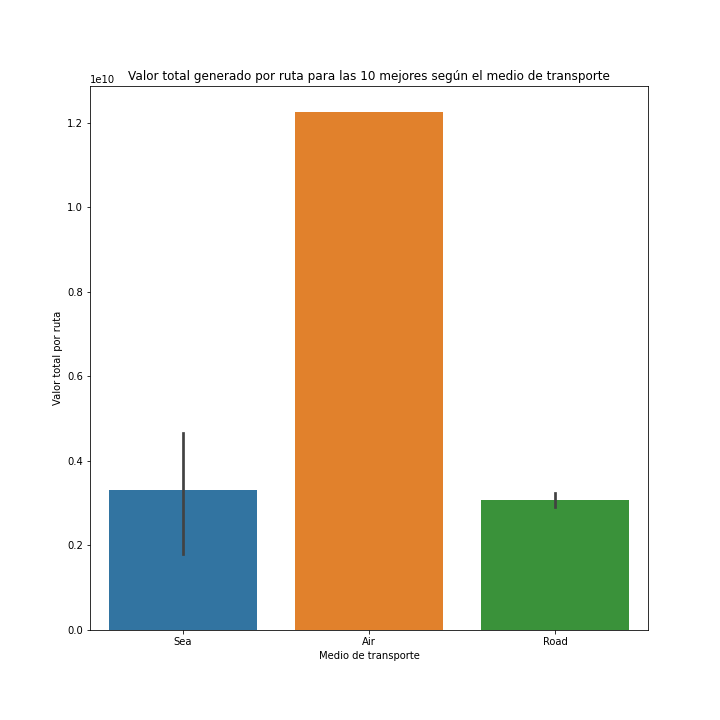 Valor total generado por ruta para las 10 mejores según el medio de transporte
1e10
1.2
1.0
0.8
0.6
0.4
0.2
0.0
Valor total por ruta
Sea
Air
Road
Medio de transporte